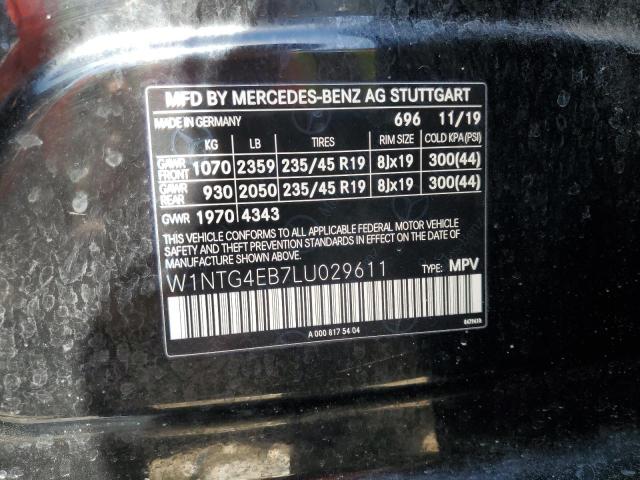 MFD BY MERCEDES-BENZ AG STUTTGART
MADE IN GERMANY 696 11/19
KG LB TIRES RIM SIZE COLD KPA(PSI)
GAWR FRONT 1070 2359 235/45 R19 8Jx19 300(44)
GAWR REAR 930 2050 235/45 R19 8Jx19 300(44)
GWR 1970 4343
THIS VEHICLE CONFORMS TO ALL APPLICABLE FEDERAL MOTOR VEHICLE
SAFETY AND THEFT PREVENTION STANDARDS IN EFFECT ON THE DATE OF
MANUFACTURE SHOWN ABOVE.
W1NTG4EB7LU029611 TYPE: MPV
A 000 817 54 04